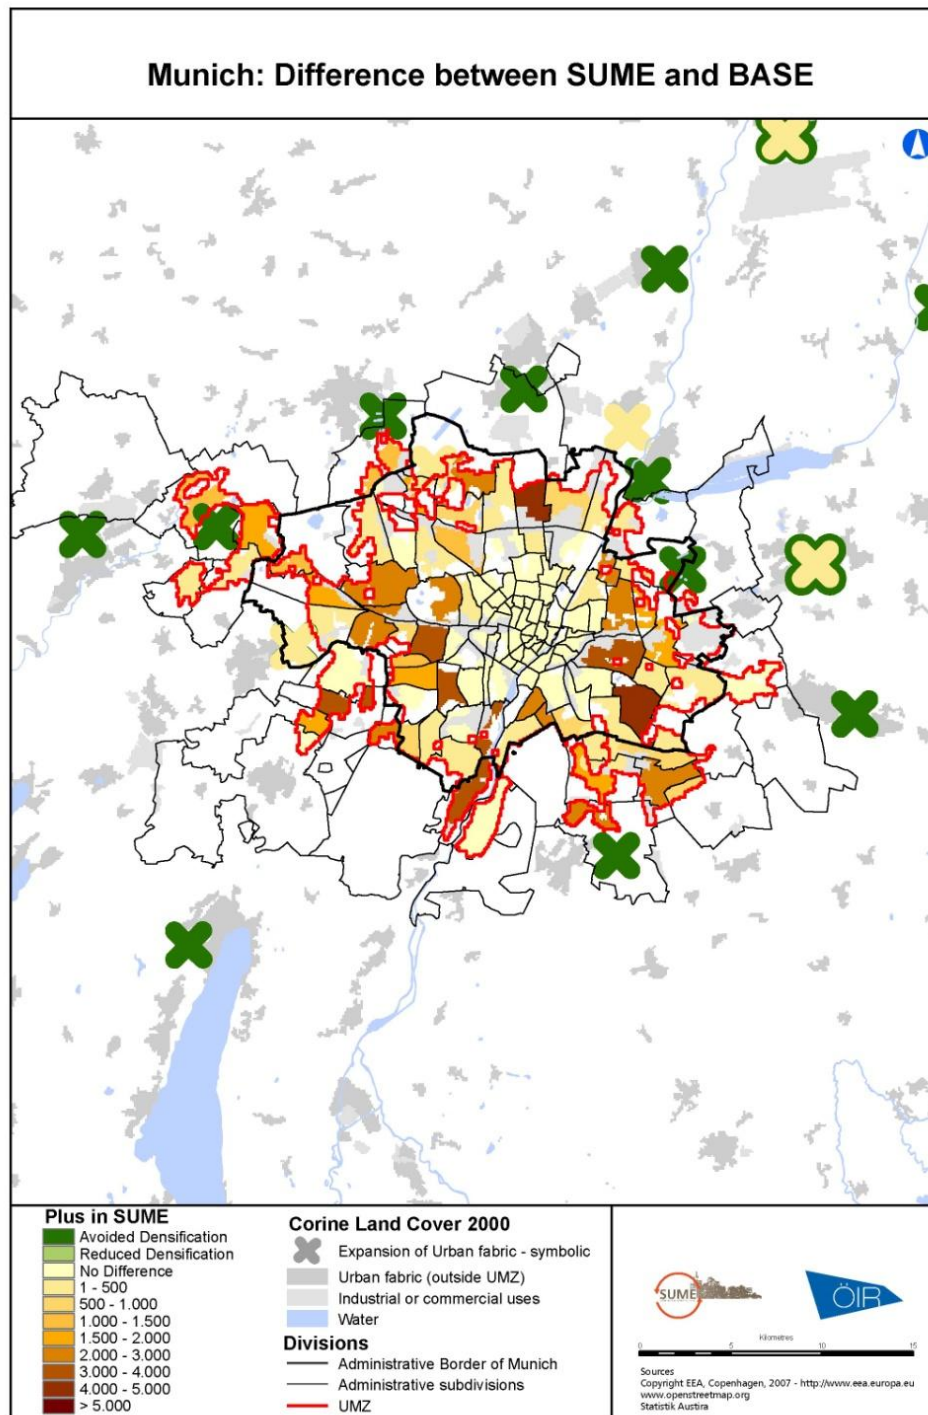 Munich: Difference between SUME and BASE
Plus in SUME
Avoided Densification
Reduced Densification
No Difference
1 - 500
500 - 1.000
1.000 - 1.500
1.500 - 2.000
2.000 - 3.000
3.000 - 4.000
4.000 - 5.000
> 5.000
Corine Land Cover 2000
Expansion of Urban fabric - symbolic
Urban fabric (outside UMZ)
Industrial or commercial uses
Water
Divisions
Administrative Border of Munich
Administrative subdivisions
UMZ
SUME
ÖIR
Kilometres
0 5 10 15
Sources
Copyright EEA, Copenhagen, 2007 - http://www.eea.europa.eu
www.openstreetmap.org
Statistik Austira